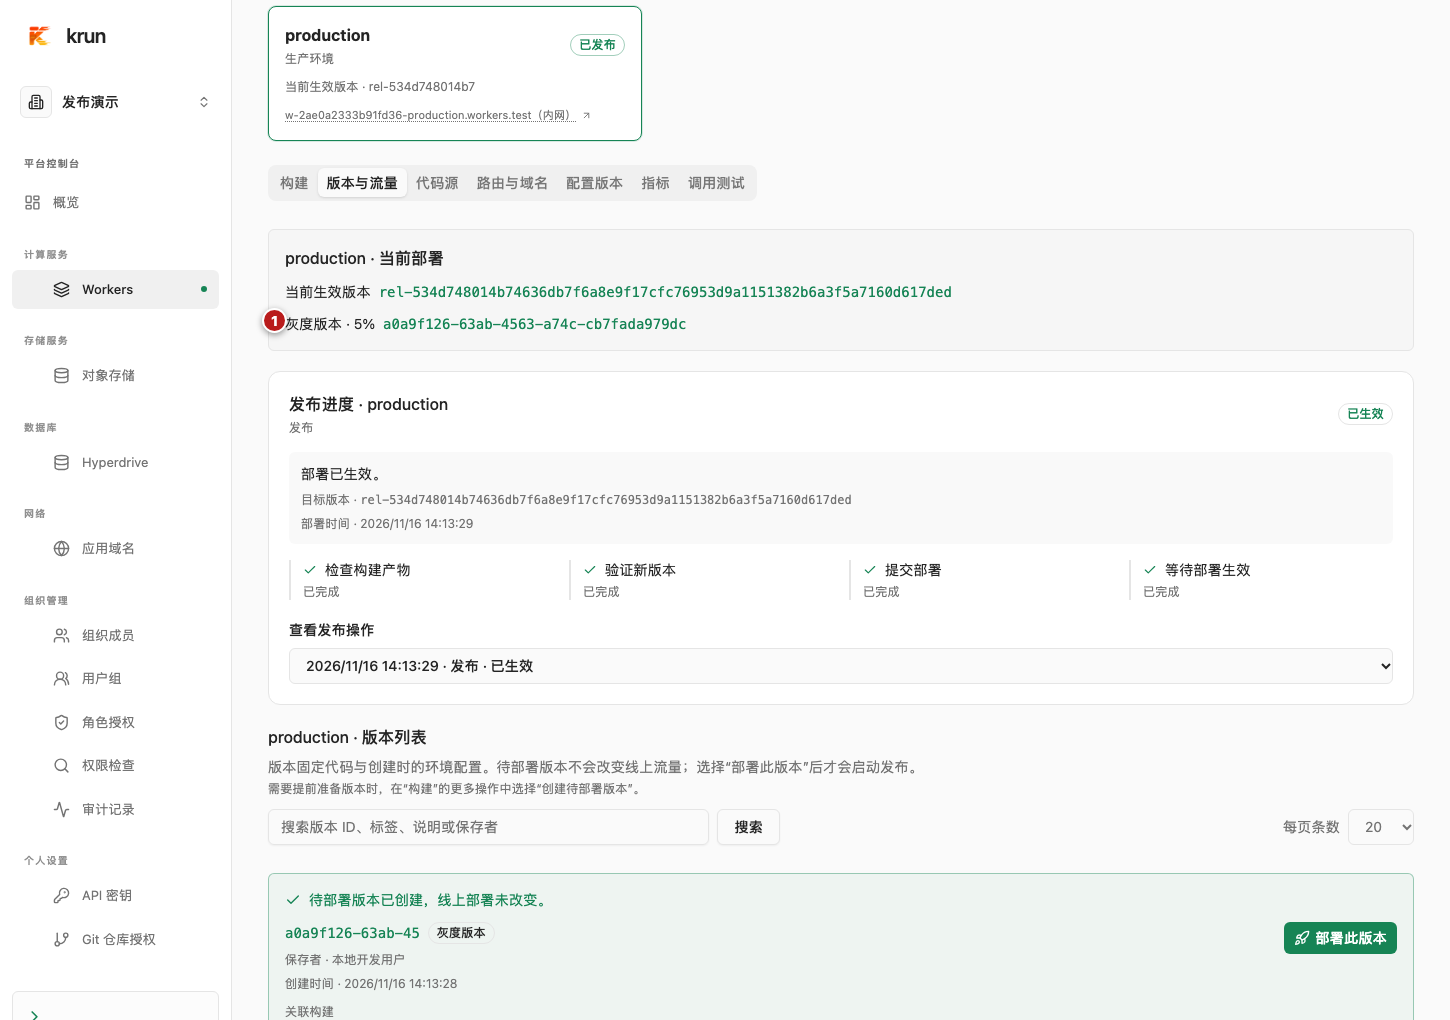 krun
发布演示
平台控制台
概览
计算服务
Workers
存储服务
对象存储
数据库
Hyperdrive
网络
应用域名
组织管理
组织成员
用户组
角色授权
权限检查
审计记录
个人设置
API 密钥
Git 仓库授权
production
已发布
生产环境
当前生效版本 · rel-534d748014b7
w-2ae0a2333b91fd36-production.workers.test（内网）
构建 版本与流量 代码源 路由与域名 配置版本 指标 调用测试
production · 当前部署
当前生效版本 rel-534d748014b74636db7f6a8e9f17cfc76953d9a1151382b6a3f5a7160d617ded
1
灰度版本 · 5% a0a9f126-63ab-4563-a74c-cb7fada979dc
发布进度 · production
已生效
发布
部署已生效。
目标版本 · rel-534d748014b74636db7f6a8e9f17cfc76953d9a1151382b6a3f5a7160d617ded
部署时间 · 2026/11/16 14:13:29
检查构建产物
已完成
验证新版本
已完成
提交部署
已完成
等待部署生效
已完成
查看发布操作
2026/11/16 14:13:29 · 发布 · 已生效
production · 版本列表
版本固定代码与创建时的环境配置。待部署版本不会改变线上流量；选择“部署此版本”后才会启动发布。
需要提前准备版本时，在“构建”的更多操作中选择“创建待部署版本”。
搜索版本 ID、标签、说明或保存者
搜索
每页条数
20
待部署版本已创建，线上部署未改变。
a0a9f126-63ab-45 灰度版本
部署此版本
保存者 · 本地开发用户
创建时间 · 2026/11/16 14:13:28
关联构建